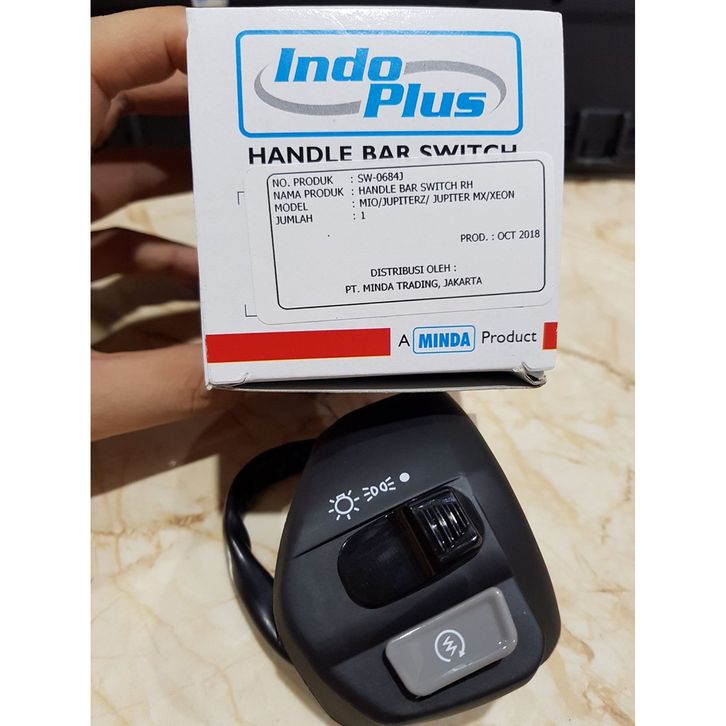 Indo
Plus
HANDLE BAR SWITCH
NO. PRODUK : SW-0684J
NAMA PRODUK : HANDLE BAR SWITCH RH
MODEL : MIO/JUPITERZ/ JUPITER MX/XEON
JUMLAH : 1
PROD. : OCT 2018
DISTRIBUSI OLEH :
PT. MINDA TRADING, JAKARTA
A MINDA Product